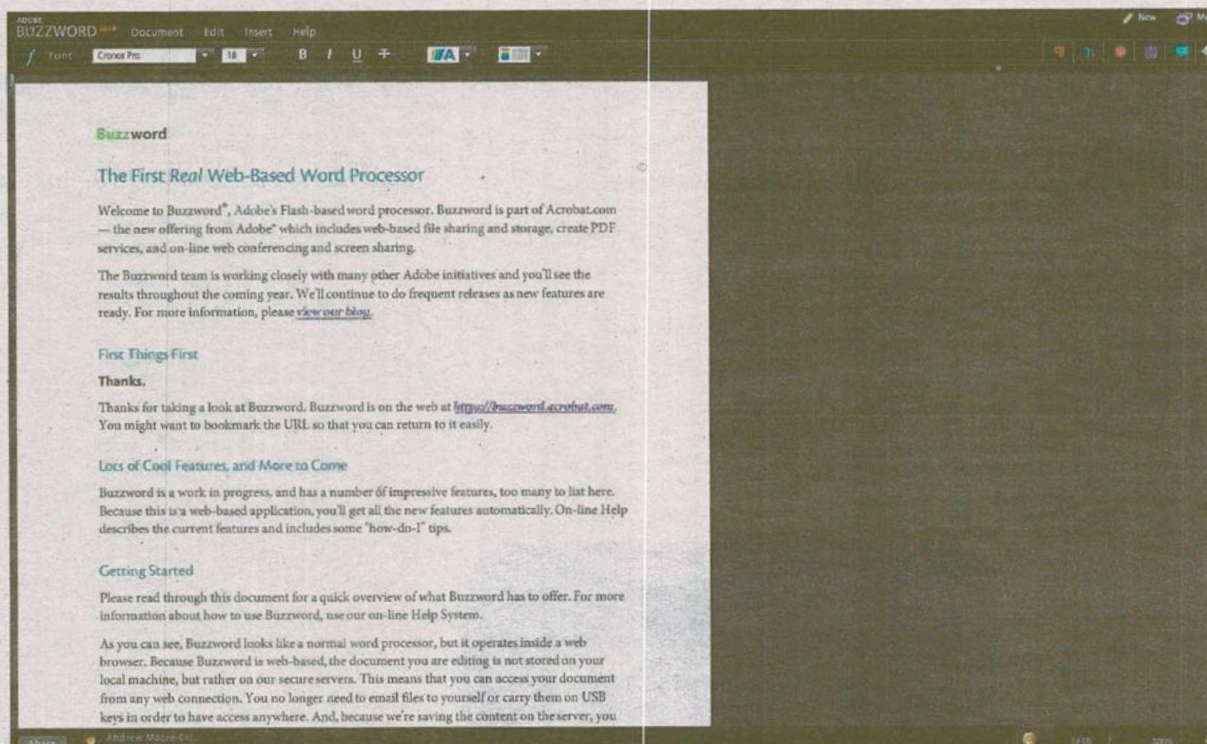 ADOBE
BUZZWORD Document Edit Insert Help
New
f Font Cronos Pro 18 B I U T A
Buzzword
The First Real Web-Based Word Processor
Welcome to Buzzword®, Adobe's Flash-based word processor. Buzzword is part of Acrobat.com
— the new offering from Adobe® which includes web-based file sharing and storage, create PDF
services, and on-line web conferencing and screen sharing.
The Buzzword team is working closely with many other Adobe initiatives and you'll see the
results throughout the coming year. We'll continue to do frequent releases as new features are
ready. For more information, please view our blog.
First Things First
Thanks.
Thanks for taking a look at Buzzword. Buzzword is on the web at https://buzzword.acrobat.com.
You might want to bookmark the URL so that you can return to it easily.
Lots of Cool Features, and More to Come
Buzzword is a work in progress, and has a number of impressive features, too many to list here.
Because this is a web-based application, you'll get all the new features automatically. On-line Help
describes the current features and includes some "how-do-I" tips.
Getting Started
Please read through this document for a quick overview of what Buzzword has to offer. For more
information about how to use Buzzword, use our on-line Help System.
As you can see, Buzzword looks like a normal word processor, but it operates inside a web
browser. Because Buzzword is web-based, the document you are editing is not stored on your
local machine, but rather on our secure servers. This means that you can access your document
from any web connection. You no longer need to email files to yourself or carry them on USB
keys in order to have access anywhere. And, because we're saving the content on the server, you
Share Andrew 100%